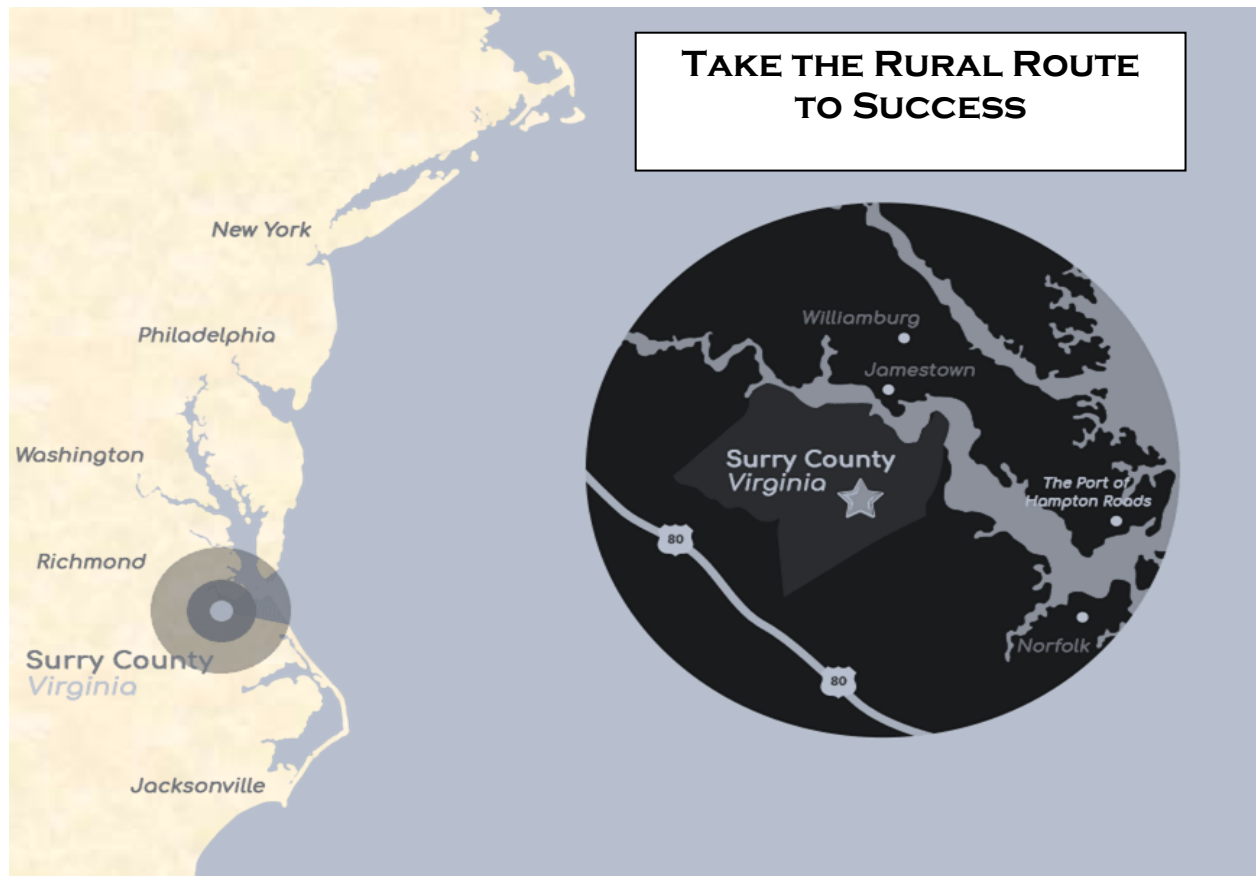 TAKE THE RURAL ROUTE
TO SUCCESS
New York
Philadelphia
Washington
Richmond
Surry County
Virginia
Jacksonville
Williamburg
Jamestown
Surry County
Virginia
The Port of
Hampton Roads
80
80
Norfolk